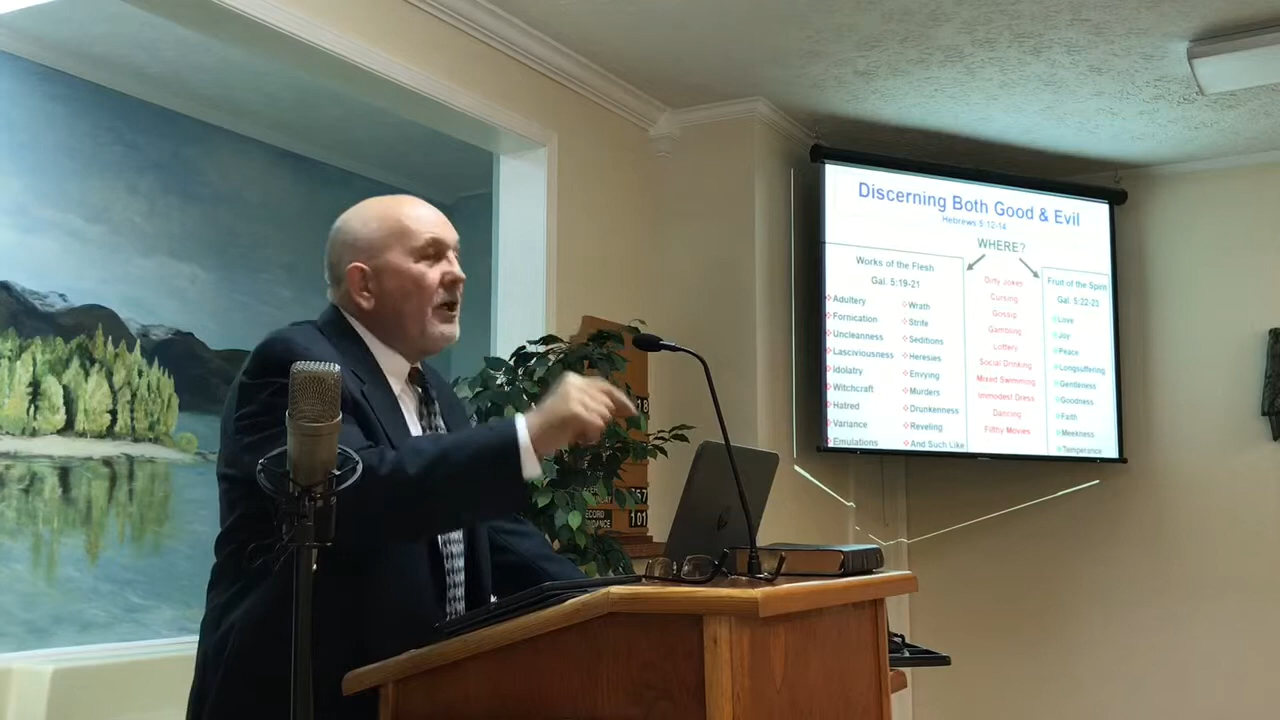 Discerning Both Good & Evil
Hebrews 5:12-14
WHERE?
Works of the Flesh
Gal. 5:19-21
Adultery
Fornication
Uncleanness
Lasciviousness
Idolatry
Witchcraft
Hatred
Variance
Emulations
Wrath
Strife
Seditions
Heresies
Envying
Murders
Drunkenness
Reveling
And Such Like
Dirty Jokes
Cursing
Gossip
Gambling
Lottery
Social Drinking
Mixed Swimming
Immodest Dress
Dancing
Filthy Movies
Fruit of the Spirit
Gal. 5:22-23
Love
Joy
Peace
Longsuffering
Gentleness
Goodness
Faith
Meekness
Temperance
101